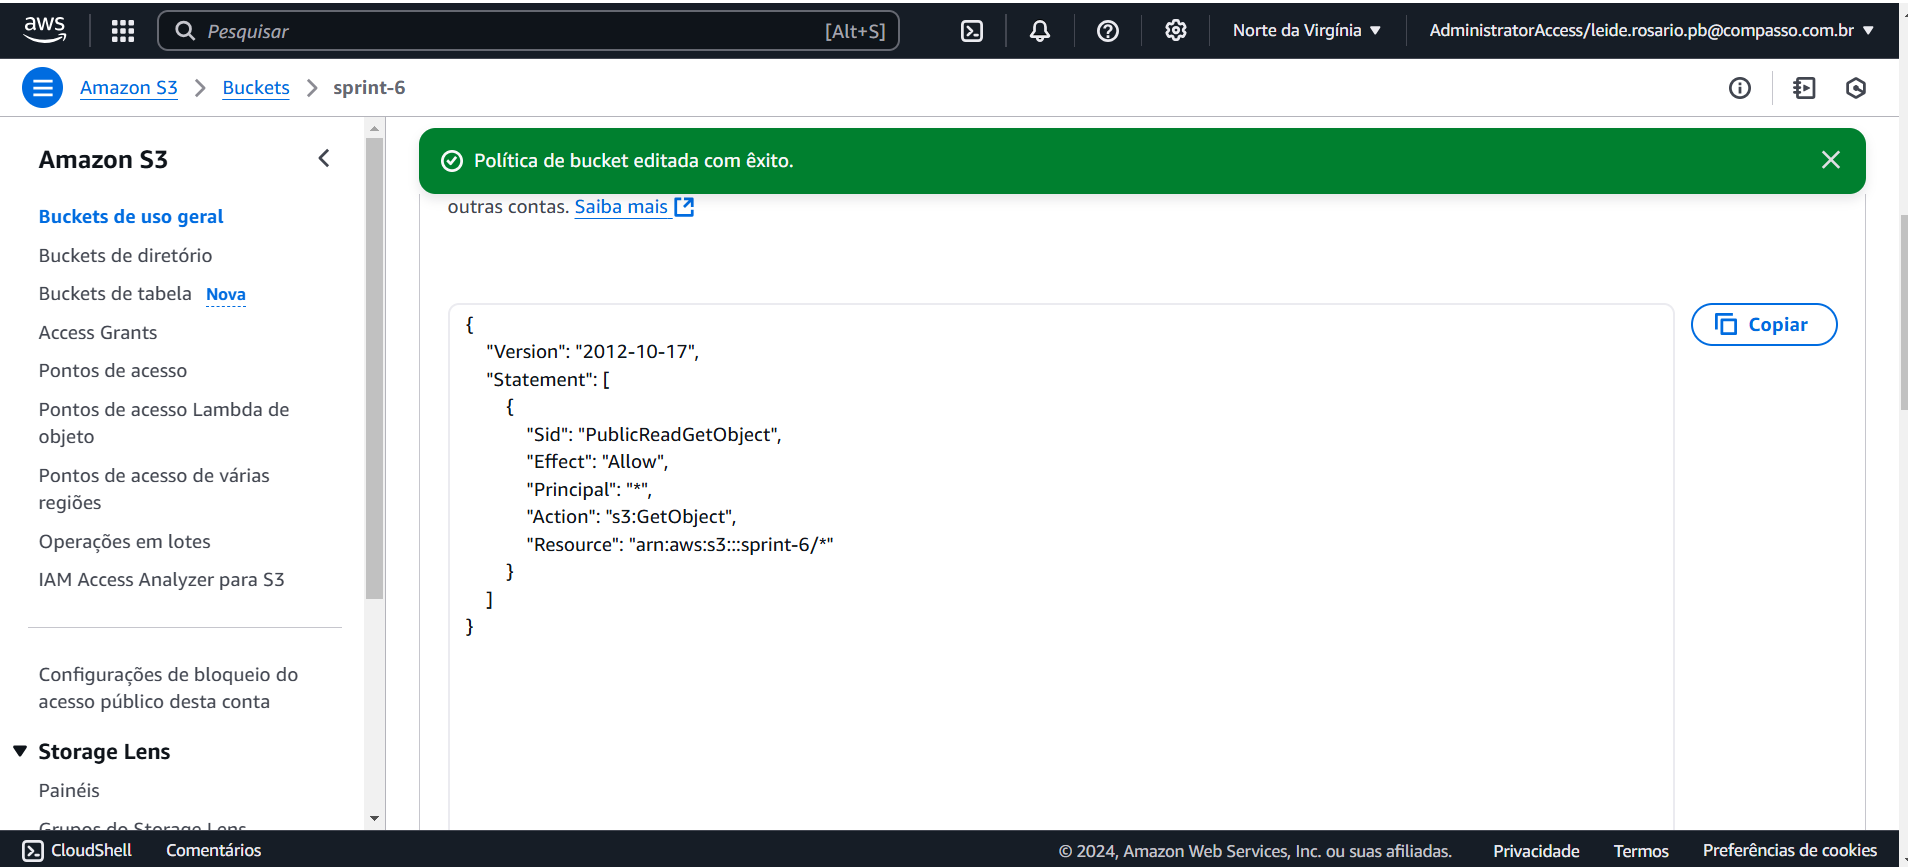 aws
Pesquisar [Alt+S]
Norte da Virgínia
AdministratorAccess/leide.rosario.pb@compasso.com.br
Amazon S3 > Buckets > sprint-6
Amazon S3
Buckets de uso geral
Buckets de diretório
Buckets de tabela Nova
Access Grants
Pontos de acesso
Pontos de acesso Lambda de
objeto
Pontos de acesso de várias
regiões
Operações em lotes
IAM Access Analyzer para S3
Configurações de bloqueio do
acesso público desta conta
Storage Lens
Painéis
Grupos do Storage Lens
Política de bucket editada com êxito.
outras contas. Saiba mais
Copiar
{
"Version": "2012-10-17",
"Statement": [
{
"Sid": "PublicReadGetObject",
"Effect": "Allow",
"Principal": "*",
"Action": "s3:GetObject",
"Resource": "arn:aws:s3:::sprint-6/*"
}
]
}
CloudShell Comentários
© 2024, Amazon Web Services, Inc. ou suas afiliadas. Privacidade Termos Preferências de cookies